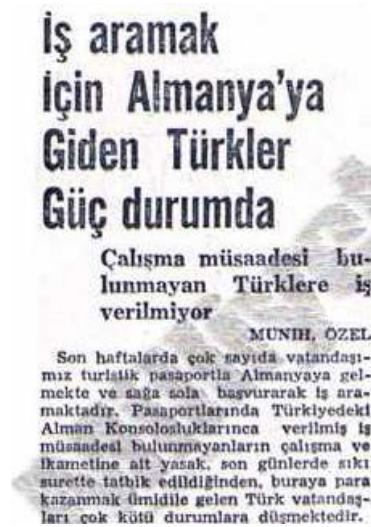 İş aramak
İçin Almanya'ya
Giden Türkler
Güç durumda
Çalışma müsaadesi bu-
lunmayan Türklere iş
verilmiyor
MUNIH, ÖZEL
Son haftalarda çok sayıda vatandaşı-
mız turistik pasaportla Almanyaya gel-
mekte ve sağa sola başvurarak iş ara-
maktadır. Pasaportlarında Türkiyedeki
Alman Konsolosluklarınca verilmiş iş
müsaadesi bulunmayanların çalışma ve
ikametine ait yasak, son günlerde sıkı
surette tatbik edildiğinden, buraya para
kazanmak ümidile gelen Türk vatandaş-
ları çok kötü durumlara düşmektedir.